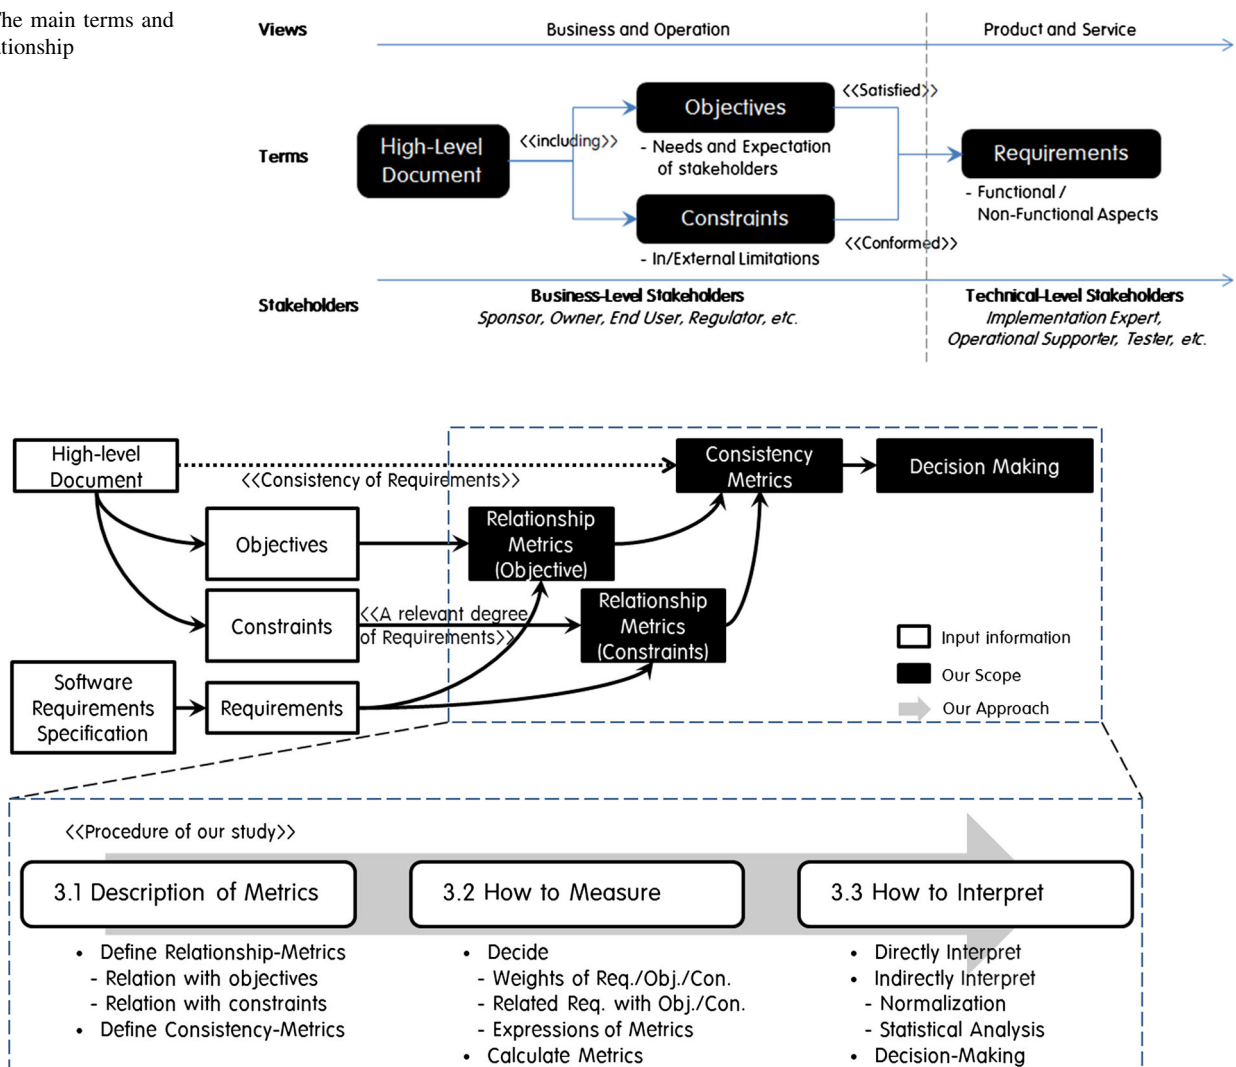 The main terms and
ationship
Views
Business and Operation
Product and Service
<<Satisfied>>
Objectives
<<including>>
High-Level
Document
Terms
- Needs and Expectation
of stakeholders
Requirements
- Functional /
Non-Functional Aspects
Constraints
<<Conformed>>
- In/External Limitations
Stakeholders
Business-Level Stakeholders
Sponsor, Owner, End User, Regulator, etc.
Technical-Level Stakeholders
Implementation Expert,
Operational Supporter, Tester, etc.
High-level
Document
<<Consistency of Requirements>>
Consistency
Metrics
Decision Making
Objectives
Relationship
Metrics
(Objective)
Constraints
<<A relevant degree
of Requirements>>
Relationship
Metrics
(Constraints)
Software
Requirements
Specification
Requirements
Input information
Our Scope
Our Approach
<<Procedure of our study>>
3.1 Description of Metrics
• Define Relationship-Metrics
- Relation with objectives
- Relation with constraints
• Define Consistency-Metrics
3.2 How to Measure
• Decide
- Weights of Req./Obj./Con.
- Related Req. with Obj./Con.
- Expressions of Metrics
• Calculate Metrics
3.3 How to Interpret
• Directly Interpret
• Indirectly Interpret
- Normalization
- Statistical Analysis
• Decision-Making